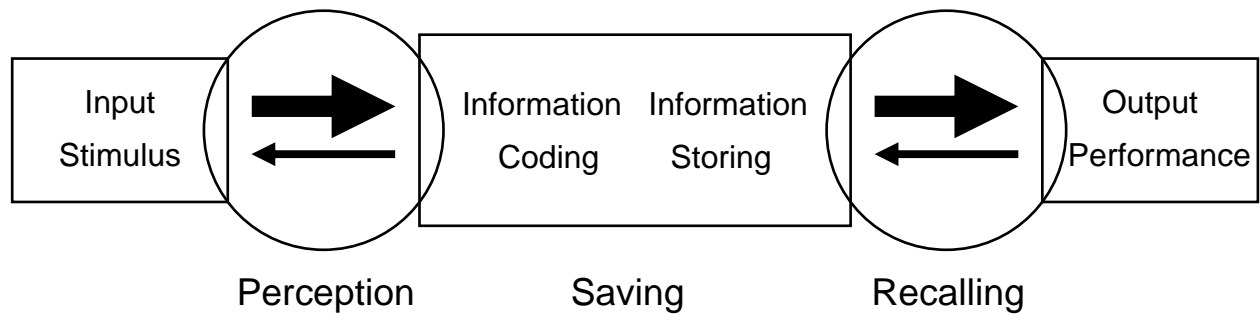 Input
Stimulus
Information
Coding
Information
Storing
Output
Performance
Perception
Saving
Recalling